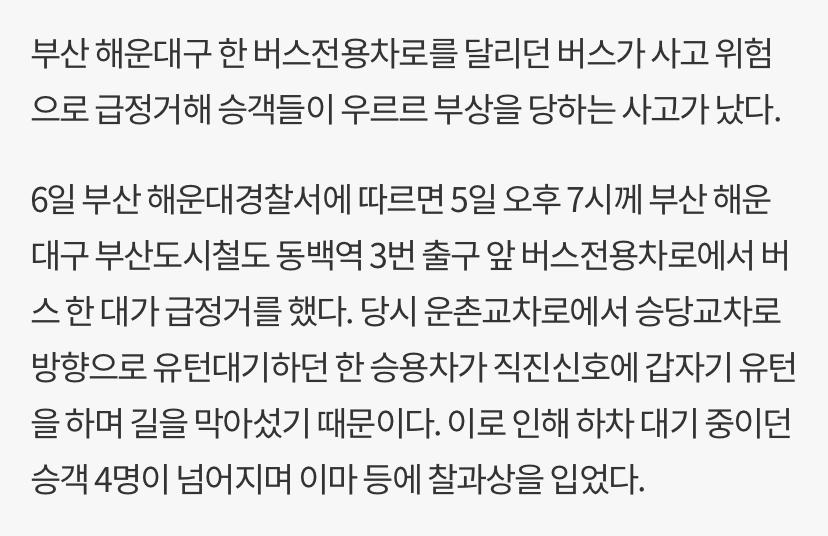 부산 해운대구 한 버스전용차로를 달리던 버스가 사고 위험
으로 급정거해 승객들이 우르르 부상을 당하는 사고가 났다.
6일 부산 해운대경찰서에 따르면 5일 오후 7시께 부산 해운
대구 부산도시철도 동백역 3번 출구 앞 버스전용차로에서 버
스 한 대가 급정거를 했다. 당시 운촌교차로에서 승당교차로
방향으로 유턴대기하던 한 승용차가 직진신호에 갑자기 유턴
을 하며 길을 막아섰기 때문이다. 이로 인해 하차 대기 중이던
승객 4명이 넘어지며 이마 등에 찰과상을 입었다.